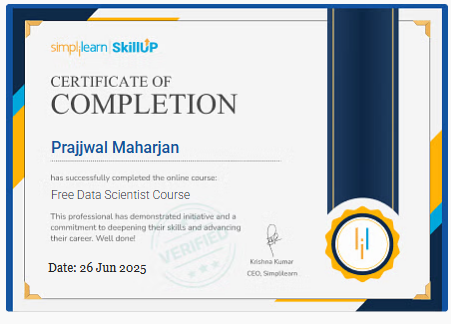 simplilearn | SkillUP
CERTIFICATE OF
COMPLETION
Prajjwal Maharjan
has successfully completed the online course:
Free Data Scientist Course
This professional has demonstrated initiative and a
commitment to deepening their skills and advancing
their career. Well done!
VERIFIED
Date: 26 Jun 2025
Krishna Kumar
CEO, Simplilearn